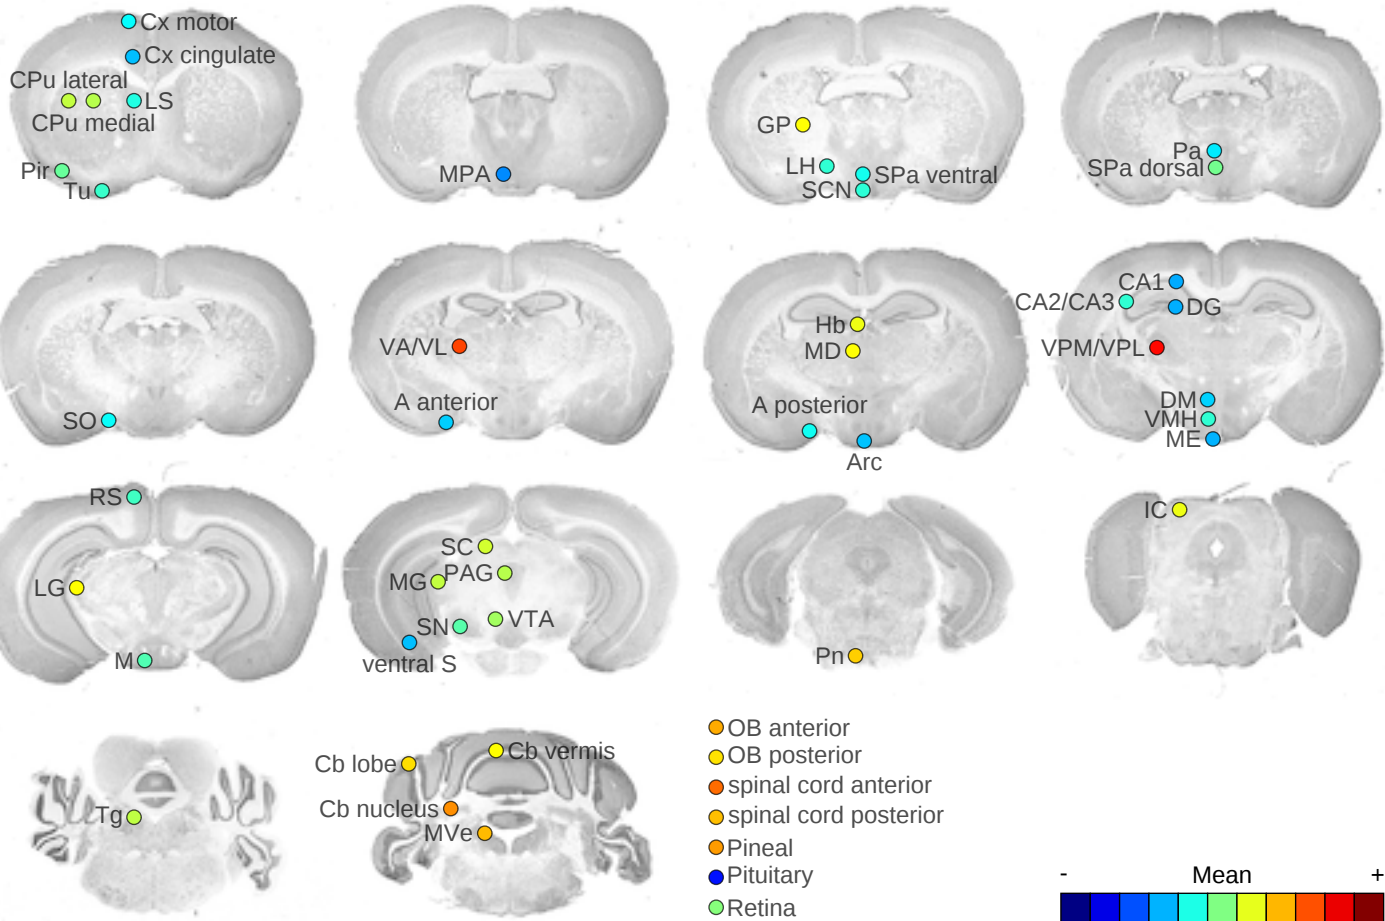 Cx motor
Cx cingulate
CPu lateral
LS
CPu medial
Pir
Tu
MPA
GP
LH
SPa ventral
SCN
Pa
SPa dorsal
SO
VA/VL
A anterior
Hb
MD
A posterior
Arc
CA1
CA2/CA3
DG
VPM/VPL
DM
VMH
ME
RS
LG
M
SC
MG
PAG
SN
VTA
ventral S
Pn
IC
Tg
Cb lobe
Cb vermis
Cb nucleus
MVe
OB anterior
OB posterior
spinal cord anterior
spinal cord posterior
Pineal
Pituitary
Retina
- Mean +